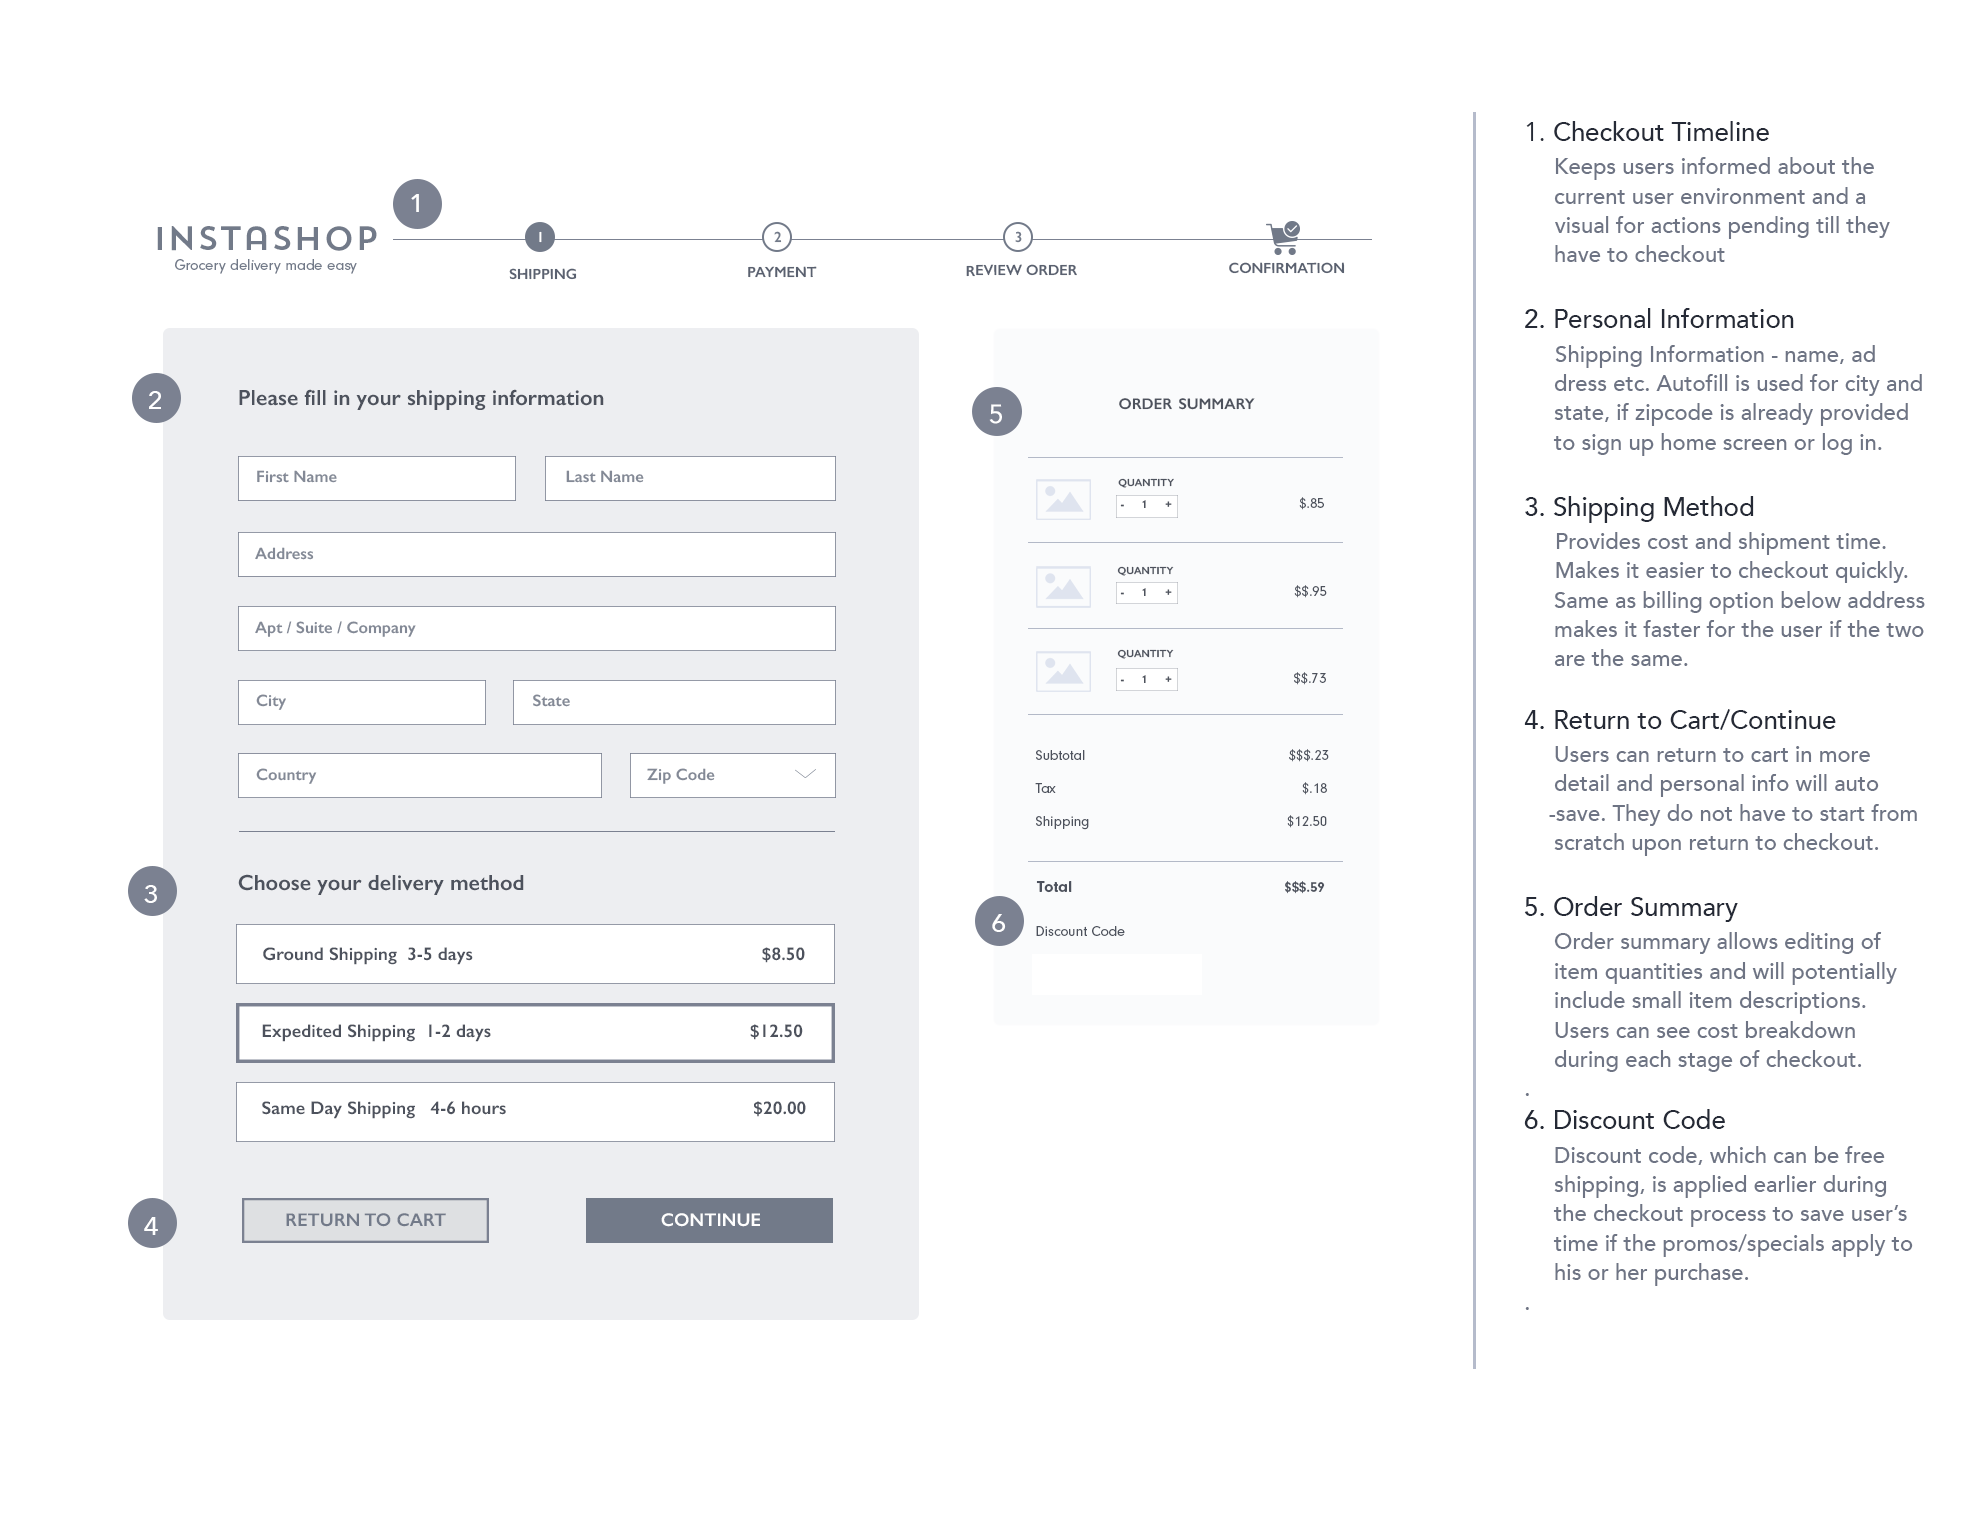 1
INSTASHOP
Grocery delivery made easy
1
SHIPPING
2
PAYMENT
3
REVIEW ORDER
CONFIRMATION
2
Please fill in your shipping information
First Name
Last Name
Address
Apt / Suite / Company
City
State
Country
Zip Code
3
Choose your delivery method
Ground Shipping 3-5 days $8.50
Expedited Shipping 1-2 days $12.50
Same Day Shipping 4-6 hours $20.00
4
RETURN TO CART
CONTINUE
5
ORDER SUMMARY
QUANTITY
- 1 +
$.85
QUANTITY
- 1 +
$$.95
QUANTITY
- 1 +
$$.73
Subtotal $$$.23
Tax $.18
Shipping $12.50
Total $$$.59
6
Discount Code
1. Checkout Timeline
Keeps users informed about the
current user environment and a
visual for actions pending till they
have to checkout
2. Personal Information
Shipping Information - name, ad
dress etc. Autofill is used for city and
state, if zipcode is already provided
to sign up home screen or log in.
3. Shipping Method
Provides cost and shipment time.
Makes it easier to checkout quickly.
Same as billing option below address
makes it faster for the user if the two
are the same.
4. Return to Cart/Continue
Users can return to cart in more
detail and personal info will auto
-save. They do not have to start from
scratch upon return to checkout.
5. Order Summary
Order summary allows editing of
item quantities and will potentially
include small item descriptions.
Users can see cost breakdown
during each stage of checkout.
.
6. Discount Code
Discount code, which can be free
shipping, is applied earlier during
the checkout process to save user’s
time if the promos/specials apply to
his or her purchase.
.